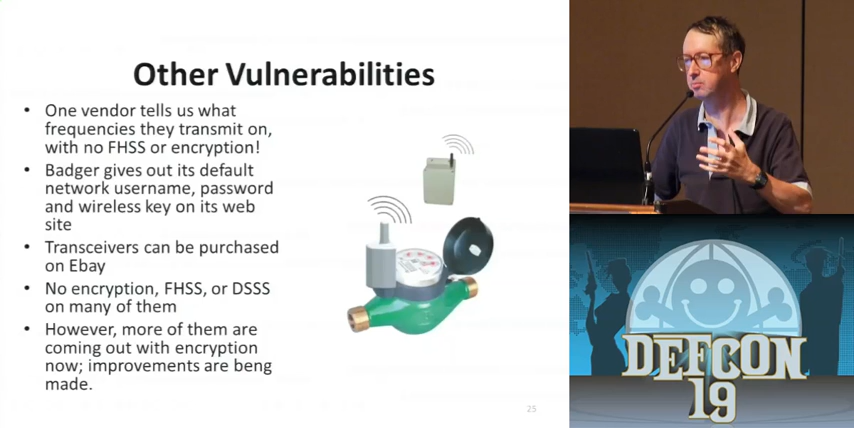 Other Vulnerabilities
• One vendor tells us what
frequencies they transmit on,
with no FHSS or encryption!
• Badger gives out its default
network username, password
and wireless key on its web
site
• Transceivers can be purchased
on Ebay
• No encryption, FHSS, or DSSS
on many of them
• However, more of them are
coming out with encryption
now; improvements are beng
made.
25
DEFCON
19